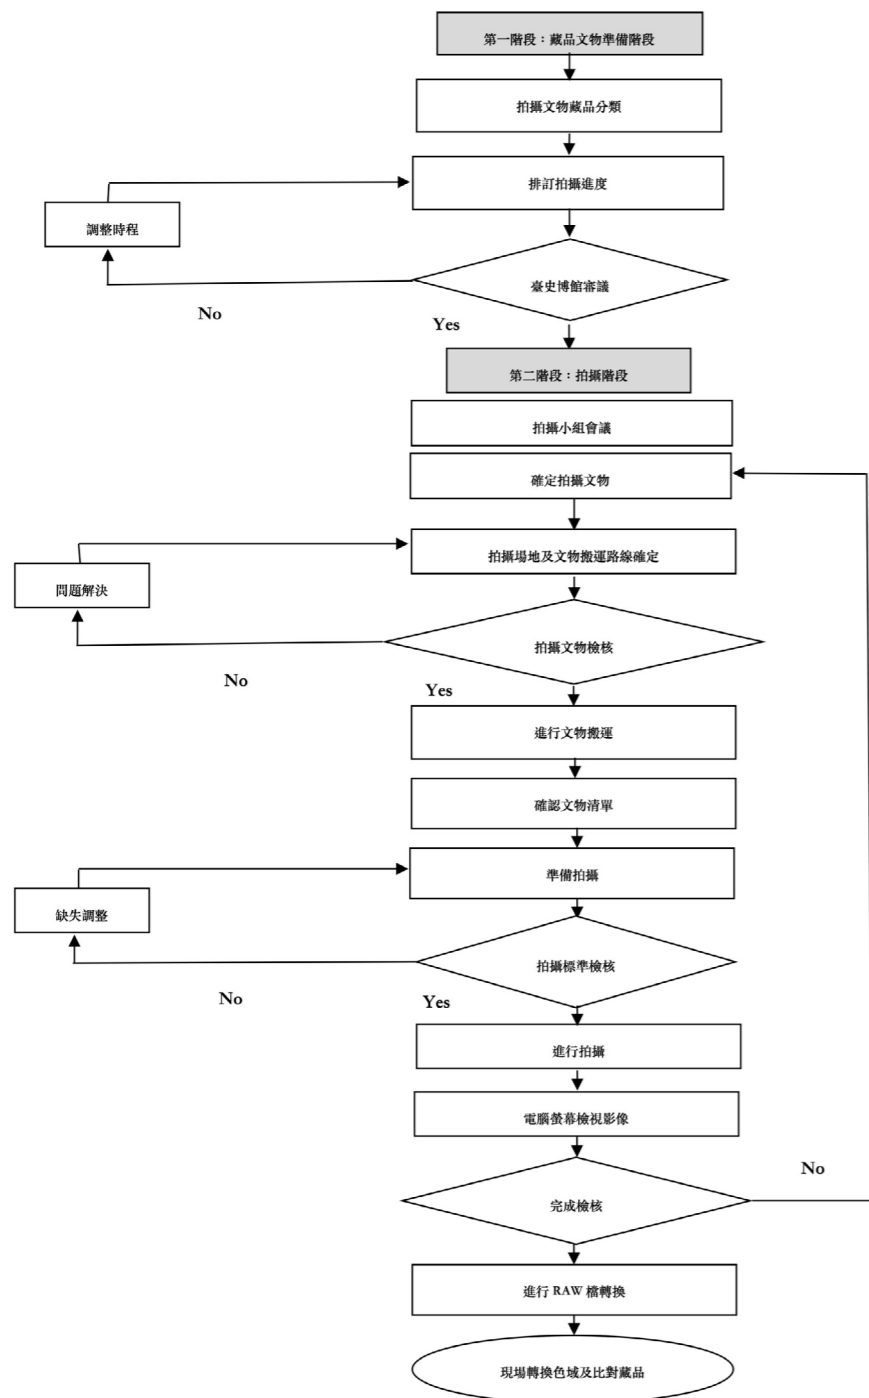 第一階段：藏品文物準備階段
拍攝文物藏品分類
排訂拍攝進度
調整時程
臺史博館審議
No
Yes
第二階段：拍攝階段
拍攝小組會議
確定拍攝文物
拍攝場地及文物搬運路線確定
問題解決
拍攝文物檢核
No
Yes
進行文物搬運
確認文物清單
準備拍攝
缺失調整
拍攝標準檢核
No
Yes
進行拍攝
電腦螢幕檢視影像
No
完成檢核
進行 RAW 檔轉換
現場轉換色域及比對藏品